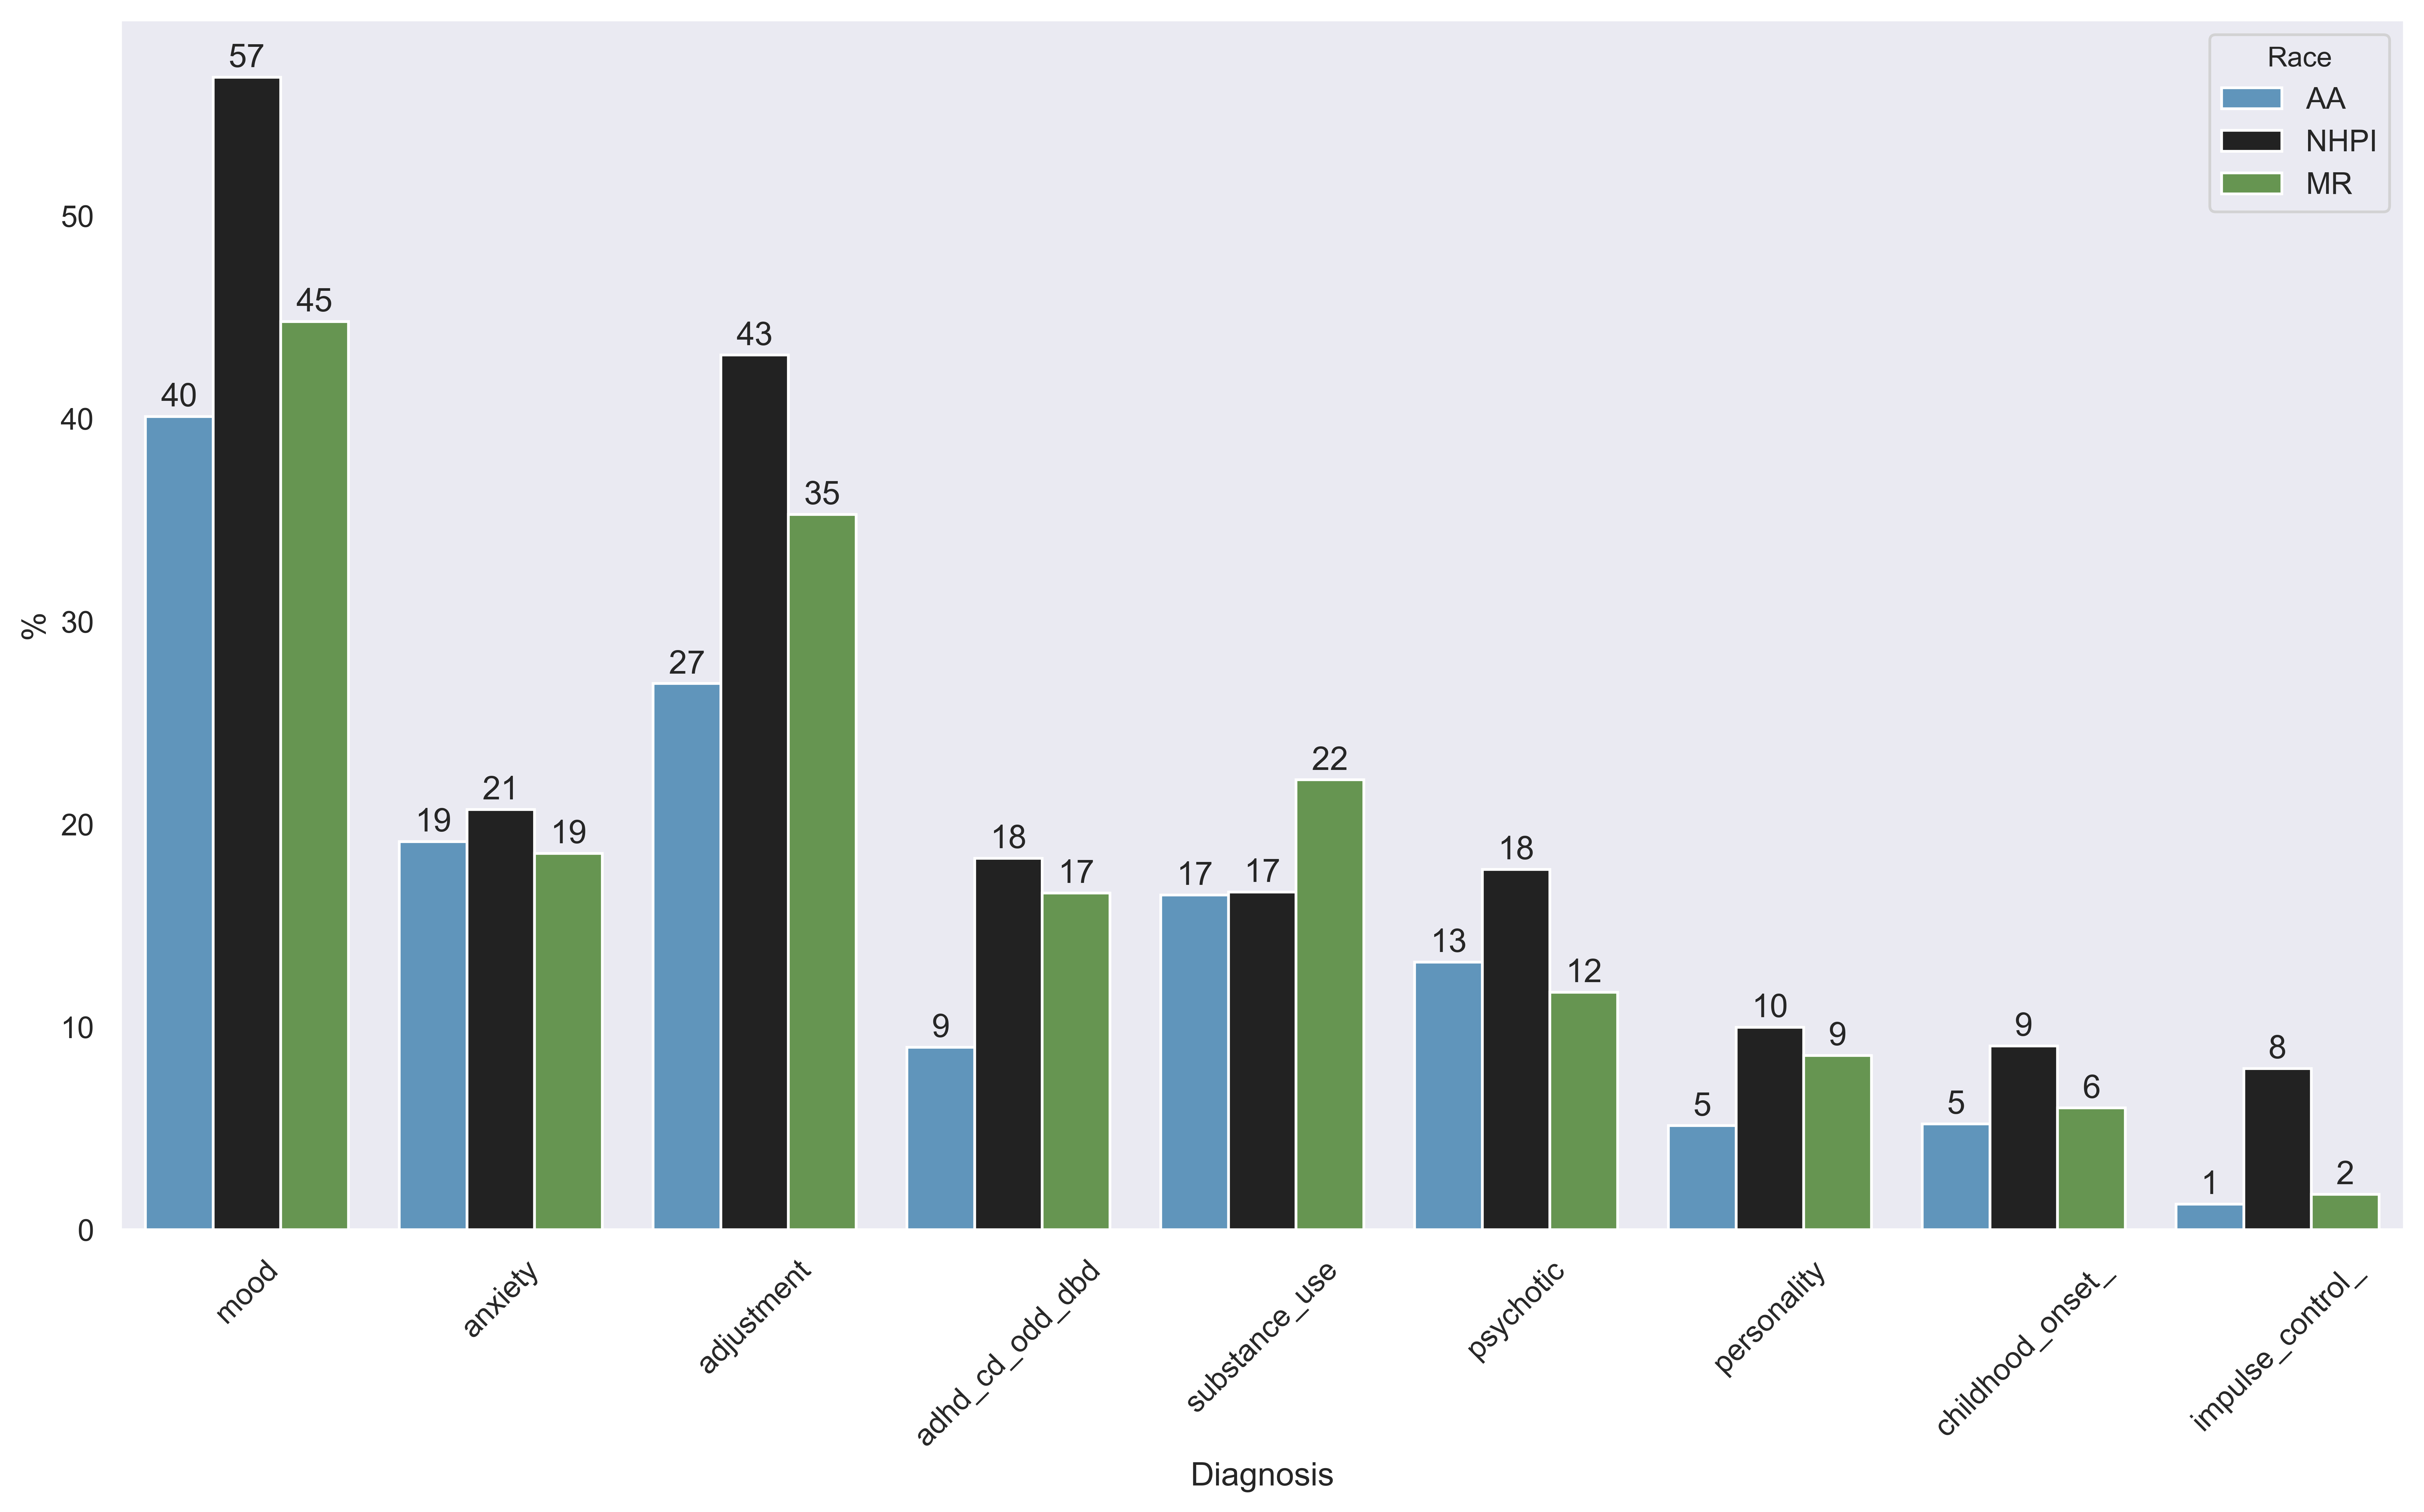 Race
AA
NHPI
MR
%
50
40
30
20
10
0
40
57
45
19
21
19
27
43
35
9
18
17
17
17
22
13
18
12
5
10
9
5
9
6
1
8
2
mood
anxiety
adjustment
adhd_cd_odd_dbd
substance_use
psychotic
personality
childhood_onset_
impulse_control_
Diagnosis